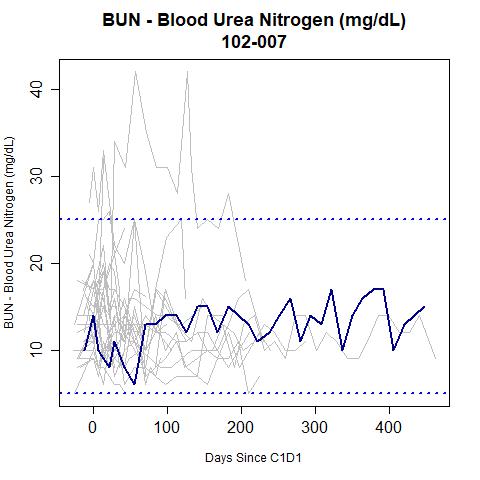 BUN - Blood Urea Nitrogen (mg/dL)
102-007
BUN - Blood Urea Nitrogen (mg/dL)
40
30
20
10
0 100 200 300 400
Days Since C1D1